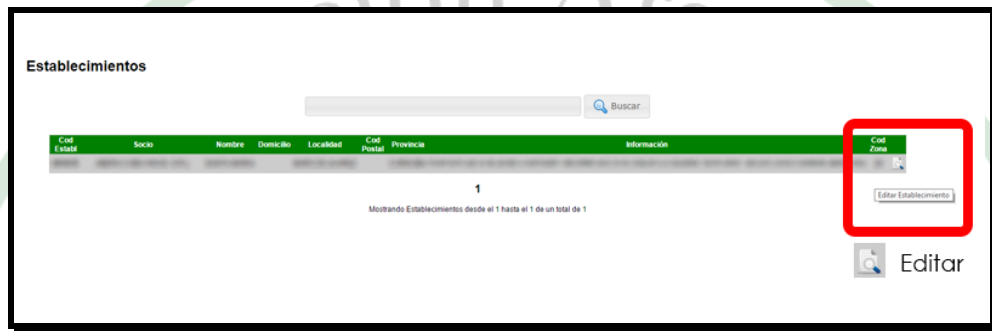 Establecimientos
Buscar
Cod Establ Socio Nombre Domicilio Localidad Cod Postal Provincia Información Cod Zona
1
Editar Establecimiento
Mostrando Establecimientos desde el 1 hasta el 1 de un total de 1
Editar